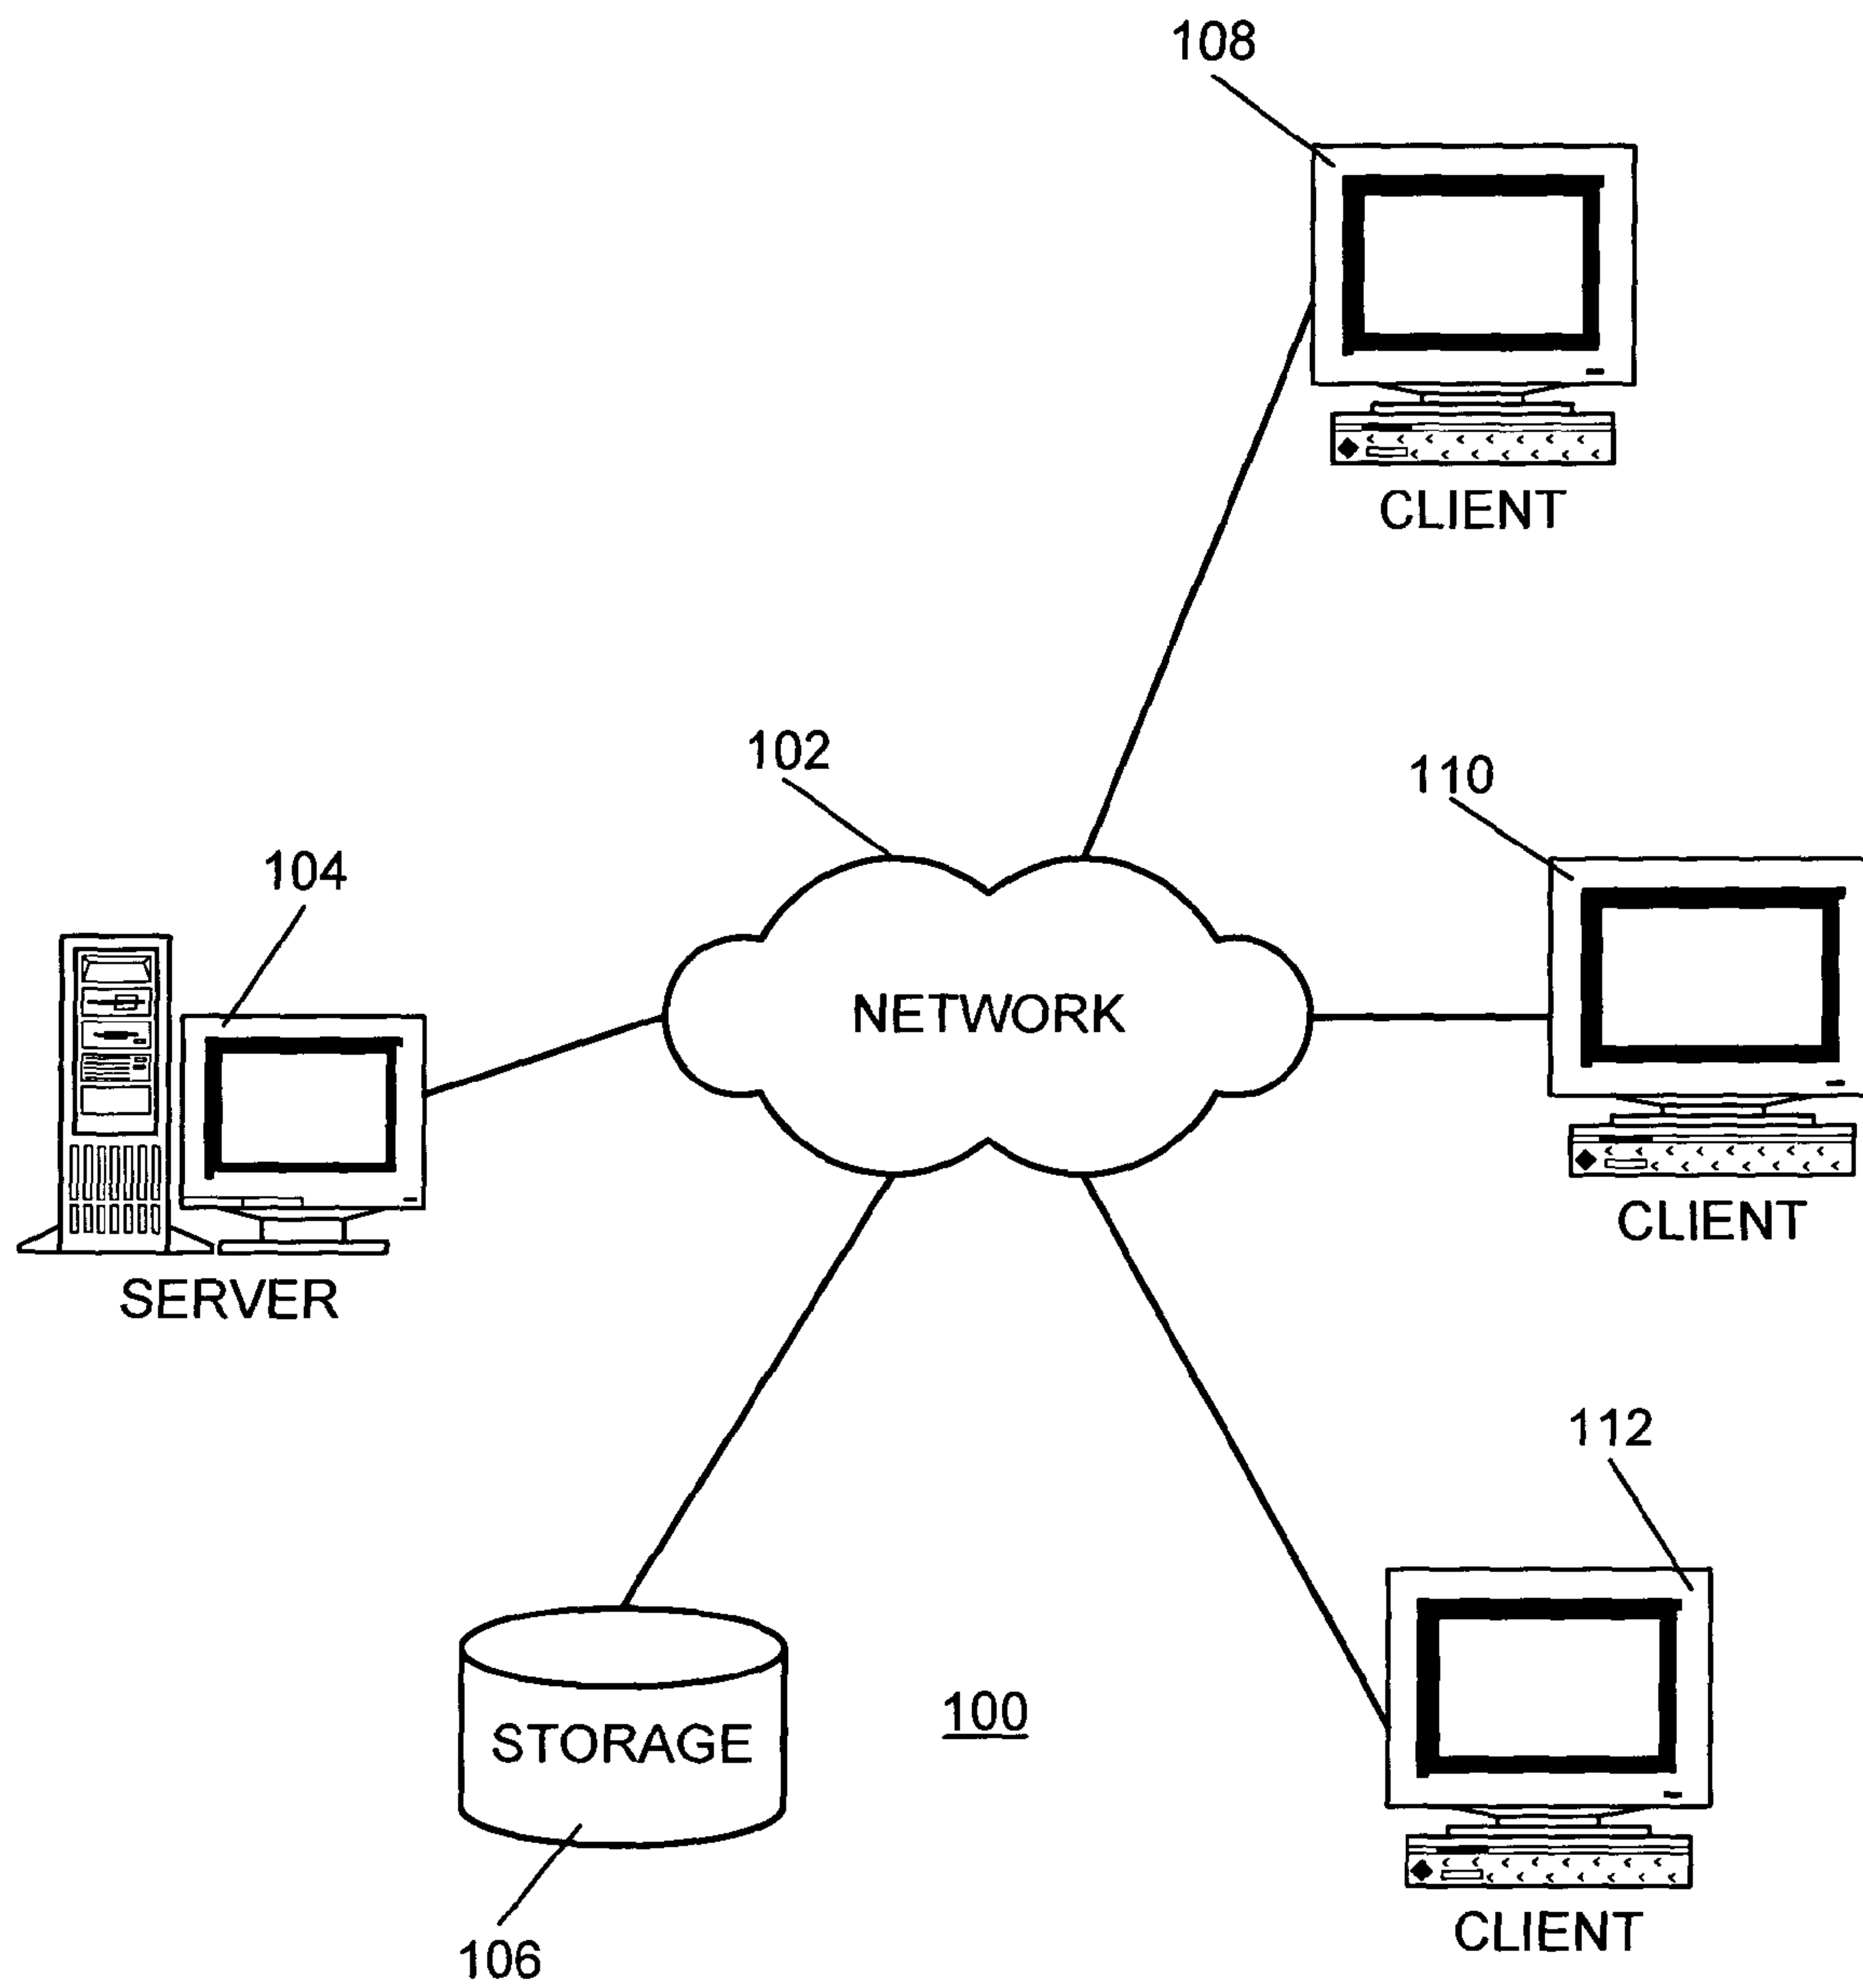 108
CLIENT
102
110
104
NETWORK
CLIENT
SERVER
112
100
STORAGE
106
CLIENT